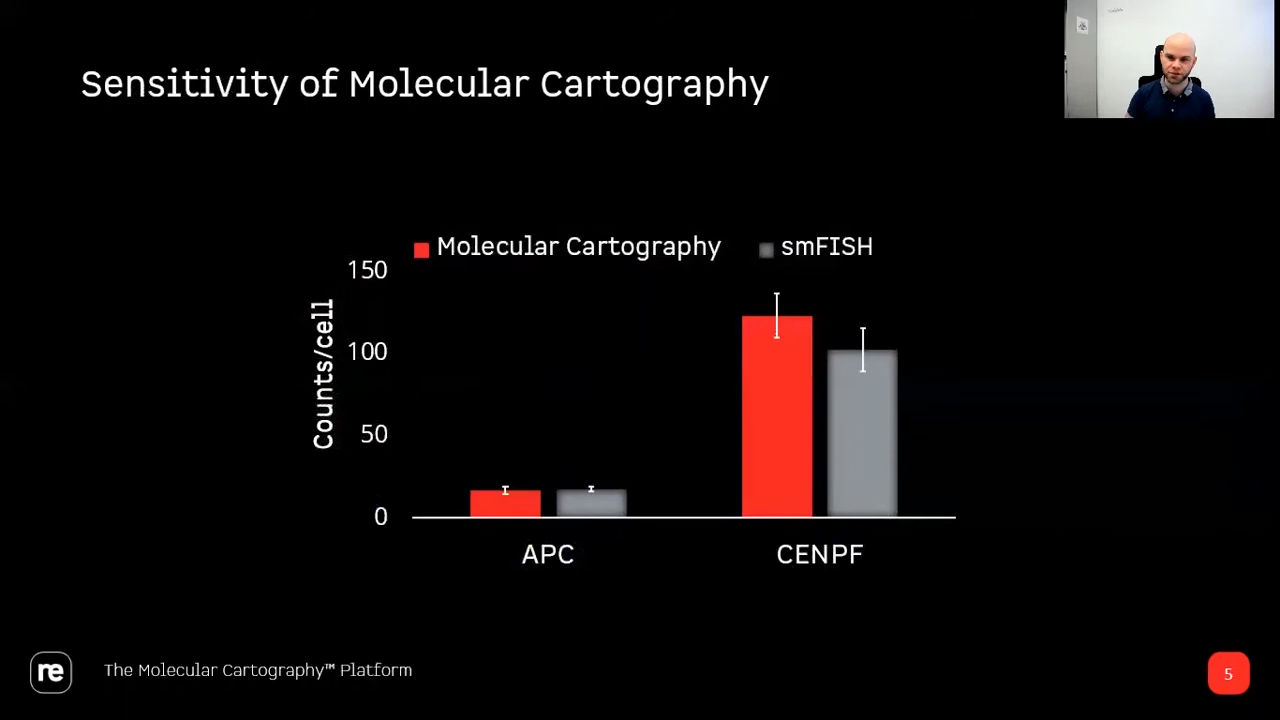 Sensitivity of Molecular Cartography
Molecular Cartography
smFISH
Counts/cell
150
100
50
0
APC
CENPF
re
The Molecular Cartography™ Platform
5